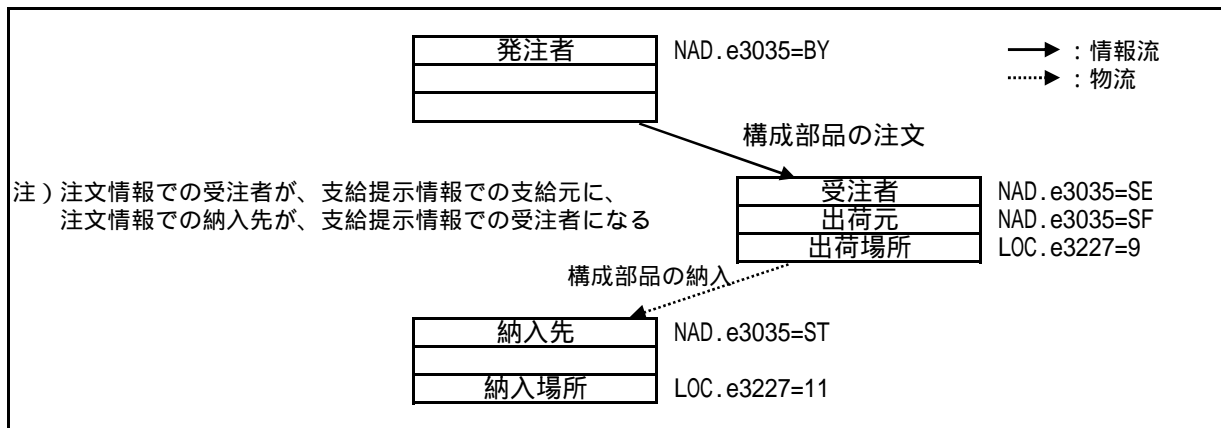 発注者 NAD.e3035=BY
：情報流
：物流
構成部品の注文
注）注文情報での受注者が、支給提示情報での支給元に、
注文情報での納入先が、支給提示情報での受注者になる
受注者 NAD.e3035=SE
出荷元 NAD.e3035=SF
出荷場所 LOC.e3227=9
構成部品の納入
納入先 NAD.e3035=ST
納入場所 LOC.e3227=11